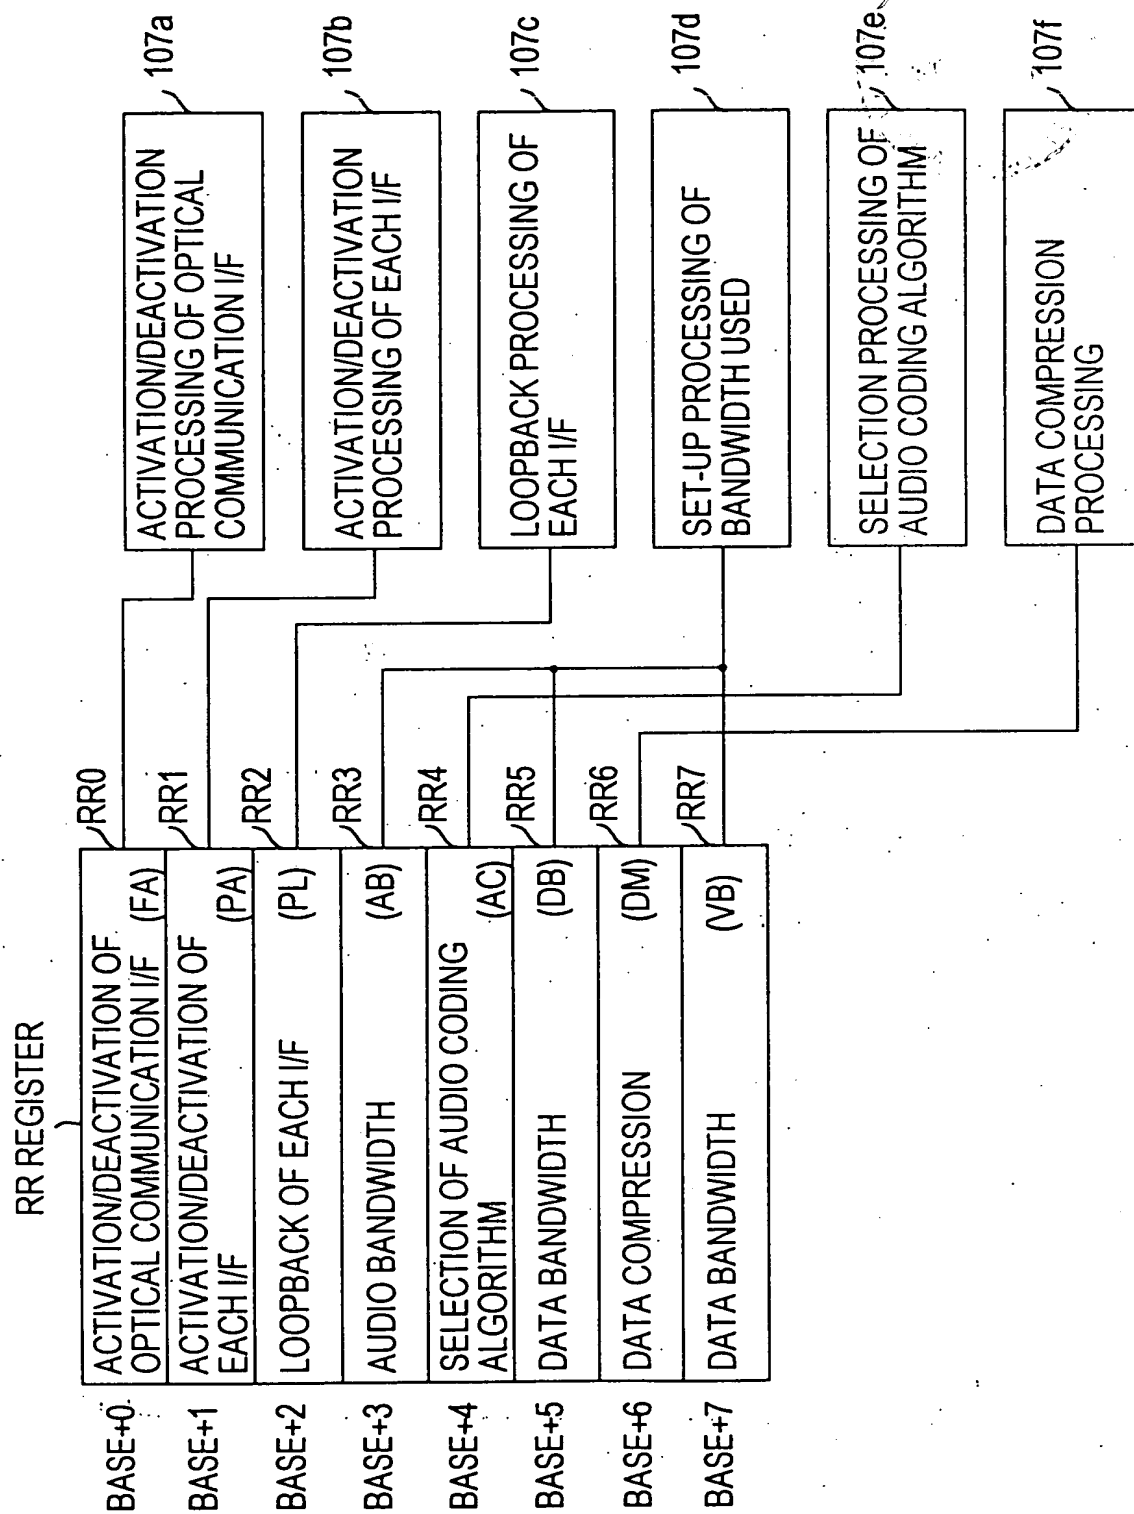 RR REGISTER
BASE+0
ACTIVATION/DEACTIVATION OF
OPTICAL COMMUNICATION I/F (FA)
RR0
BASE+1
ACTIVATION/DEACTIVATION OF
EACH I/F (PA)
RR1
BASE+2
LOOPBACK OF EACH I/F (PL)
RR2
BASE+3
AUDIO BANDWIDTH (AB)
RR3
BASE+4
SELECTION OF AUDIO CODING
ALGORITHM (AC)
RR4
BASE+5
DATA BANDWIDTH (DB)
RR5
BASE+6
DATA COMPRESSION (DM)
RR6
BASE+7
DATA BANDWIDTH (VB)
RR7
ACTIVATION/DEACTIVATION
PROCESSING OF OPTICAL
COMMUNICATION I/F
107a
ACTIVATION/DEACTIVATION
PROCESSING OF EACH I/F
107b
LOOPBACK PROCESSING OF
EACH I/F
107c
SET-UP PROCESSING OF
BANDWIDTH USED
107d
SELECTION PROCESSING OF
AUDIO CODING ALGORITHM
107e
DATA COMPRESSION
PROCESSING
107f